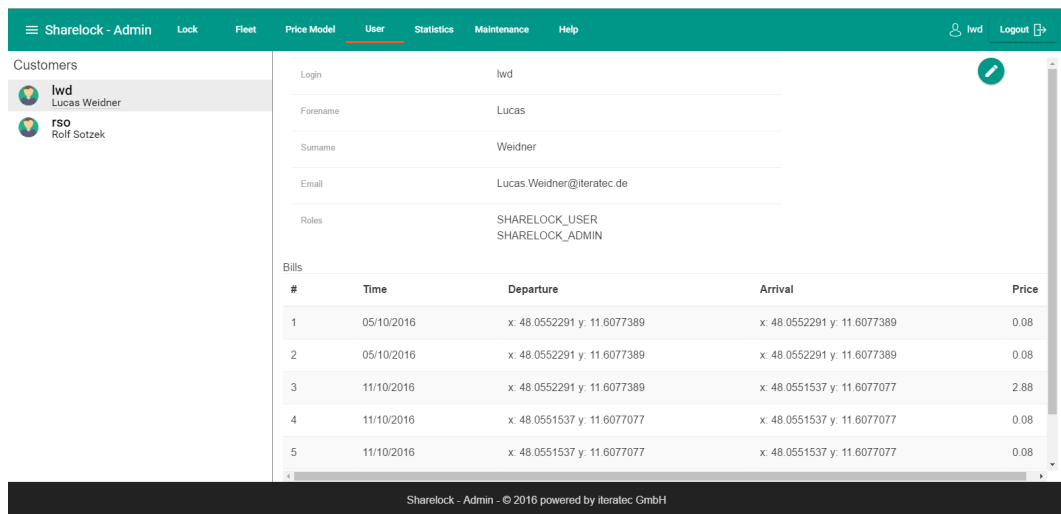 Sharelock - Admin Lock Fleet Price Model User Statistics Maintenance Help lwd Logout
Customers
lwd
Lucas Weidner
rso
Rolf Sotzek
Login lwd
Forename Lucas
Surname Weidner
Email Lucas.Weidner@iteratec.de
Roles SHARELOCK_USER
SHARELOCK_ADMIN
Bills
# Time Departure Arrival Price
1 05/10/2016 x: 48.0552291 y: 11.6077389 x: 48.0552291 y: 11.6077389 0.08
2 05/10/2016 x: 48.0552291 y: 11.6077389 x: 48.0552291 y: 11.6077389 0.08
3 11/10/2016 x: 48.0552291 y: 11.6077389 x: 48.0551537 y: 11.6077077 2.88
4 11/10/2016 x: 48.0551537 y: 11.6077077 x: 48.0551537 y: 11.6077077 0.08
5 11/10/2016 x: 48.0551537 y: 11.6077077 x: 48.0551537 y: 11.6077077 0.08
Sharelock - Admin - © 2016 powered by iteratec GmbH